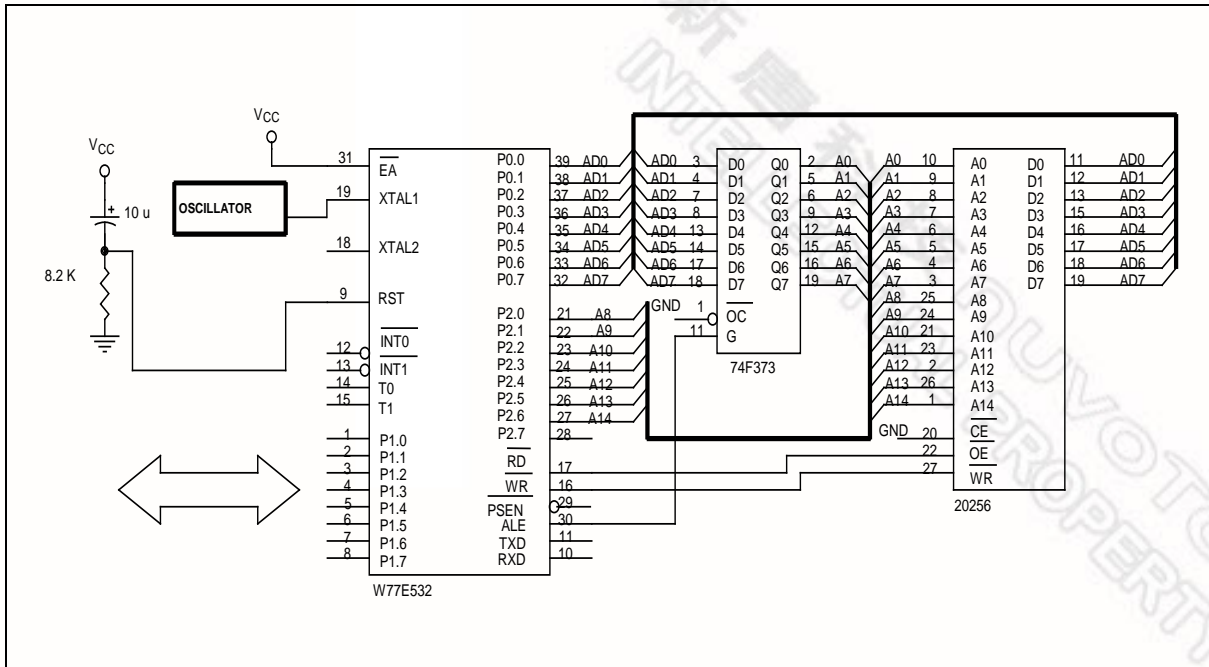 VCC
VCC
10 u
+
8.2 K
OSCILLATOR
31 EA
19 XTAL1
18 XTAL2
9 RST
12 INT0
13 INT1
14 T0
15 T1
1 P1.0
2 P1.1
3 P1.2
4 P1.3
5 P1.4
6 P1.5
7 P1.6
8 P1.7
P0.0 39 AD0
P0.1 38 AD1
P0.2 37 AD2
P0.3 36 AD3
P0.4 35 AD4
P0.5 34 AD5
P0.6 33 AD6
P0.7 32 AD7
P2.0 21 A8
P2.1 22 A9
P2.2 23 A10
P2.3 24 A11
P2.4 25 A12
P2.5 26 A13
P2.6 27 A14
P2.7 28
RD 17
WR 16
PSEN 29
ALE 30
TXD 11
RXD 10
W77E532
AD0 3 D0 Q0 2 A0
AD1 4 D1 Q1 5 A1
AD2 7 D2 Q2 6 A2
AD3 8 D3 Q3 9 A3
AD4 13 D4 Q4 12 A4
AD5 14 D5 Q5 15 A5
AD6 17 D6 Q6 16 A6
AD7 18 D7 Q7 19 A7
GND 1 OC
11 G
74F373
A0 10 A0 D0 11 AD0
A1 9 A1 D1 12 AD1
A2 8 A2 D2 13 AD2
A3 7 A3 D3 15 AD3
A4 6 A4 D4 16 AD4
A5 5 A5 D5 17 AD5
A6 4 A6 D6 18 AD6
A7 3 A7 D7 19 AD7
A8 25 A8
A9 24 A9
A10 21 A10
A11 23 A11
A12 2 A12
A13 26 A13
A14 1 A14
GND 20 CE
22 OE
27 WR
20256
新唐科
NUVOTO
INTELL
PROPERTY